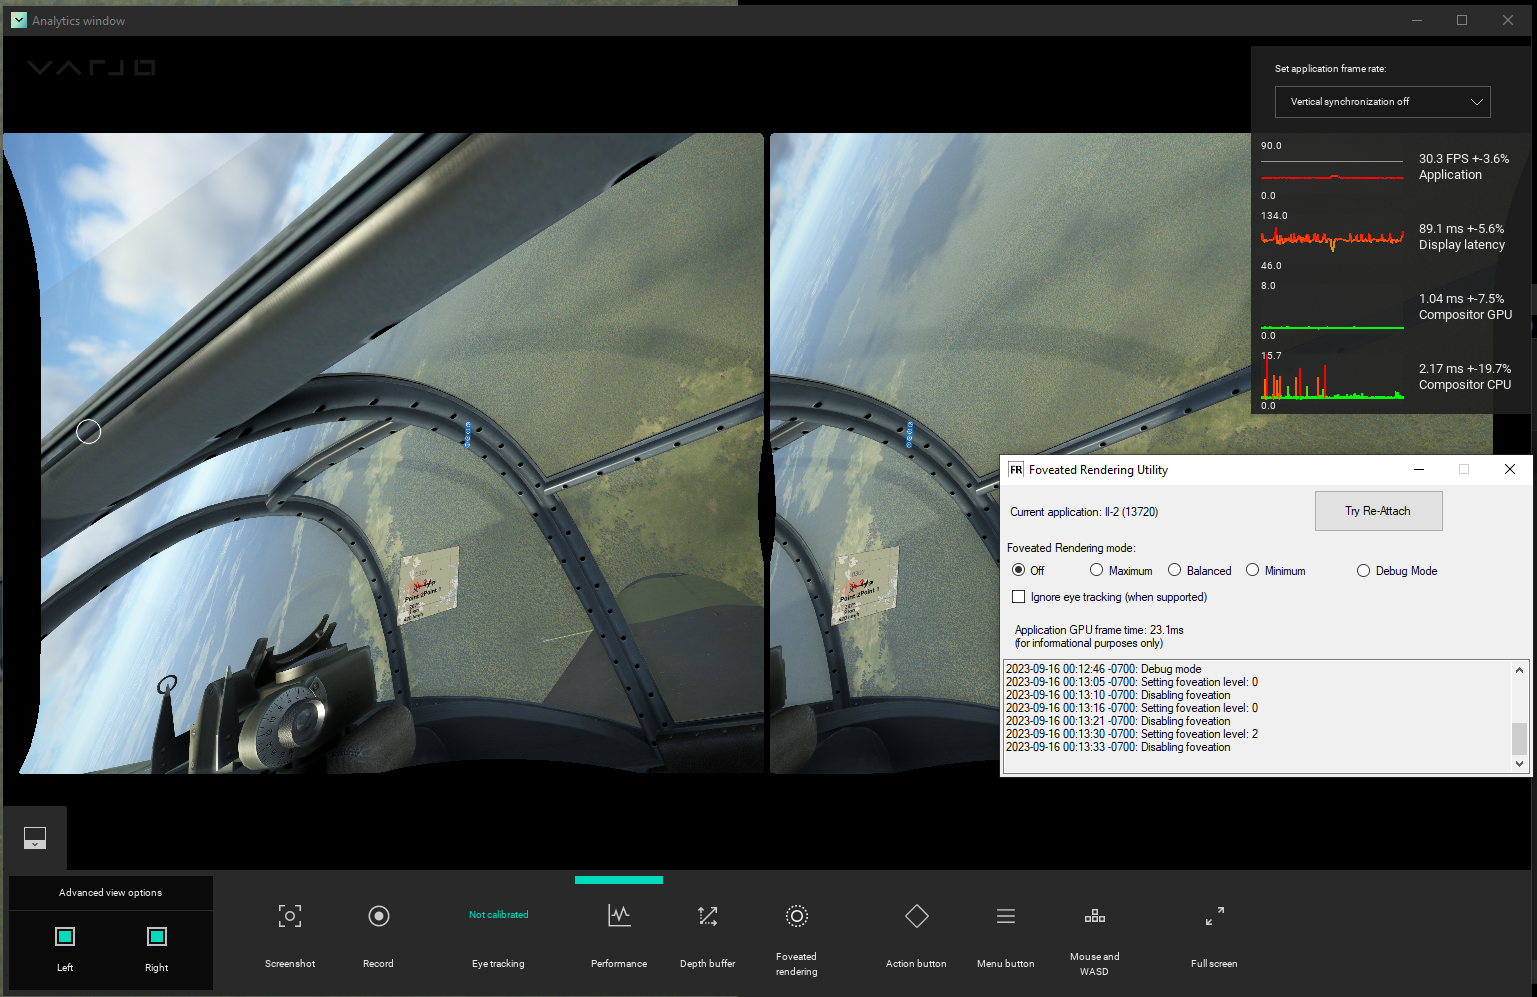 Analytics window
VARJO
Set application frame rate:
Vertical synchronization off
90.0
30.3 FPS +-3.6%
Application
0.0
134.0
89.1 ms +-5.6%
Display latency
46.0
8.0
1.04 ms +-7.5%
Compositor GPU
0.0
15.7
2.17 ms +-19.7%
Compositor CPU
0.0
FR Foveated Rendering Utility
Current application: Il-2 (13720)
Try Re-Attach
Foveated Rendering mode:
Off
Maximum
Balanced
Minimum
Debug Mode
Ignore eye tracking (when supported)
Application GPU frame time: 23.1ms
(for informational purposes only)
2023-09-16 00:12:46 -0700: Debug mode
2023-09-16 00:13:05 -0700: Setting foveation level: 0
2023-09-16 00:13:10 -0700: Disabling foveation
2023-09-16 00:13:16 -0700: Setting foveation level: 0
2023-09-16 00:13:21 -0700: Disabling foveation
2023-09-16 00:13:30 -0700: Setting foveation level: 2
2023-09-16 00:13:33 -0700: Disabling foveation
Point 2Point 1
Point 2Point 1
Advanced view options
Left
Right
Screenshot
Record
Not calibrated
Eye tracking
Performance
Depth buffer
Foveated
rendering
Action button
Menu button
Mouse and
WASD
Full screen